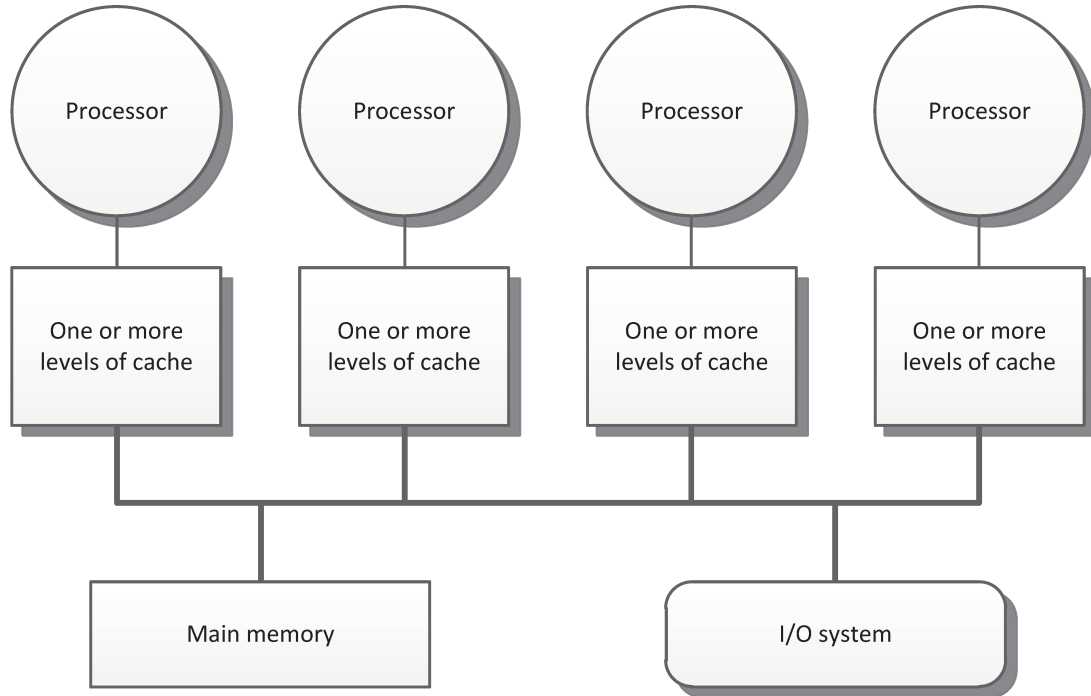 Processor
Processor
Processor
Processor
One or more
levels of cache
One or more
levels of cache
One or more
levels of cache
One or more
levels of cache
Main memory
I/O system